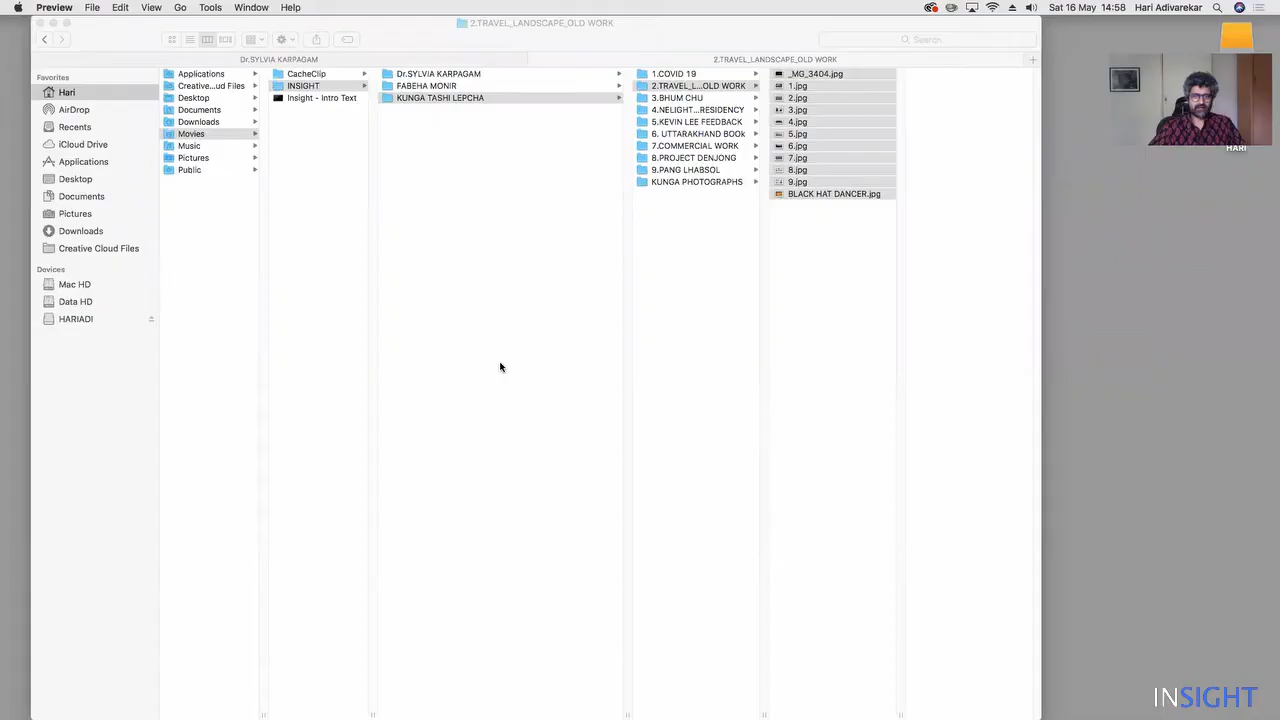 Preview File Edit View Go Tools Window Help
Sat 16 May 14:58 Hari Adivarekar
2.TRAVEL_LANDSCAPE_OLD WORK
Search
Dr.SYLVIA KARPAGAM
2.TRAVEL_LANDSCAPE_OLD WORK
Favorites
Hari
AirDrop
Recents
iCloud Drive
Applications
Desktop
Documents
Pictures
Downloads
Creative Cloud Files
Devices
Mac HD
Data HD
HARIADI
Applications
Creative...ud Files
Desktop
Documents
Downloads
Movies
Music
Pictures
Public
CacheClip
INSIGHT
Insight - Intro Text
Dr.SYLVIA KARPAGAM
FABEHA MONIR
KUNGA TASHI LEPCHA
1.COVID 19
2.TRAVEL_L...OLD WORK
3.BHUM CHU
4.NELIGHT...RESIDENCY
5.KEVIN LEE FEEDBACK
6. UTTARAKHAND BOOK
7.COMMERCIAL WORK
8.PROJECT DENJONG
9.PANG LHABSOL
KUNGA PHOTOGRAPHS
_MG_3404.jpg
1.jpg
2.jpg
3.jpg
4.jpg
5.jpg
6.jpg
7.jpg
8.jpg
9.jpg
BLACK HAT DANCER.jpg
HARI
INSIGHT